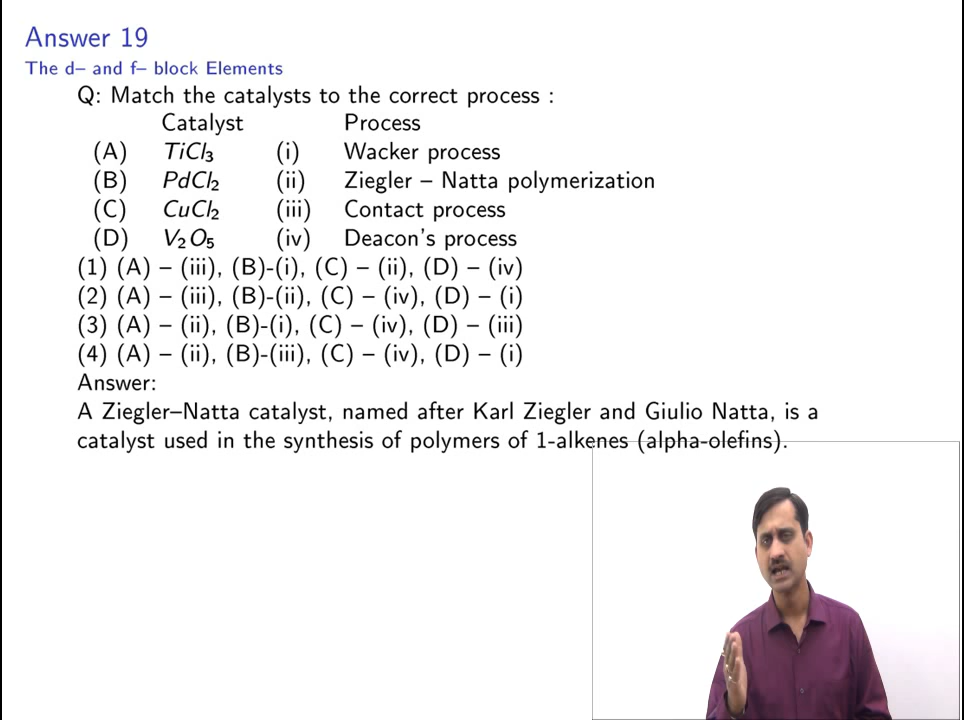 Answer 19
The d– and f– block Elements
Q: Match the catalysts to the correct process :
Catalyst Process
(A) TiCl₃ (i) Wacker process
(B) PdCl₂ (ii) Ziegler – Natta polymerization
(C) CuCl₂ (iii) Contact process
(D) V₂O₅ (iv) Deacon's process
(1) (A) – (iii), (B)-(i), (C) – (ii), (D) – (iv)
(2) (A) – (iii), (B)-(ii), (C) – (iv), (D) – (i)
(3) (A) – (ii), (B)-(i), (C) – (iv), (D) – (iii)
(4) (A) – (ii), (B)-(iii), (C) – (iv), (D) – (i)
Answer:
A Ziegler–Natta catalyst, named after Karl Ziegler and Giulio Natta, is a
catalyst used in the synthesis of polymers of 1-alkenes (alpha-olefins).